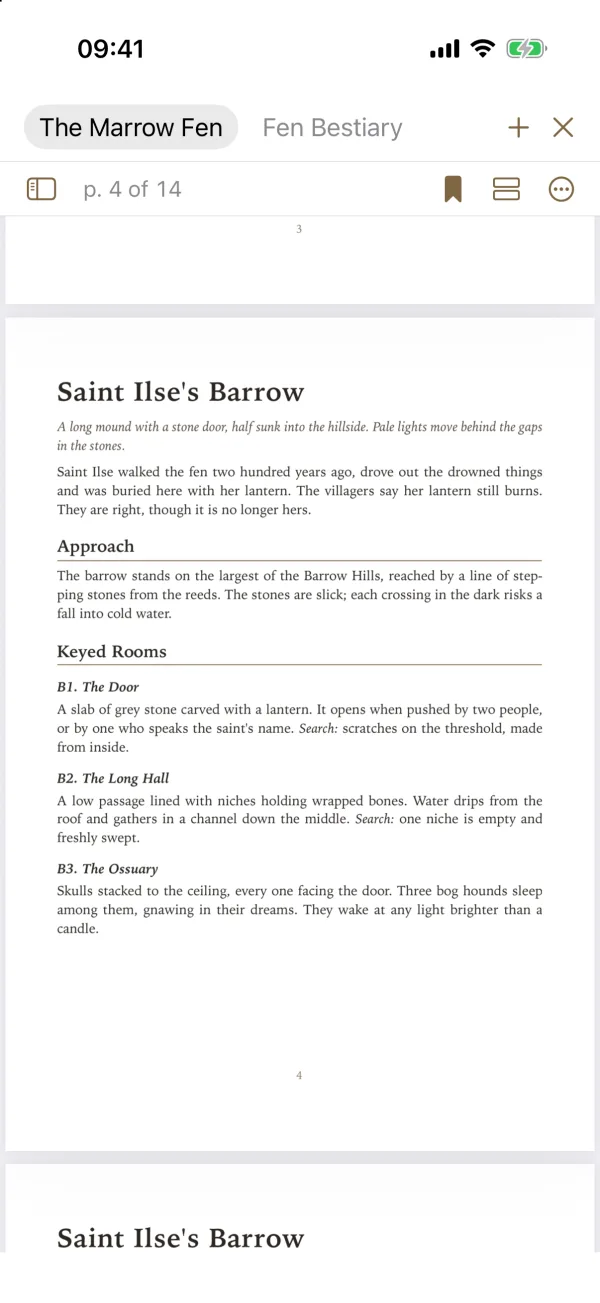 09:41
The Marrow Fen
Fen Bestiary
p. 4 of 14
3
Saint Ilse's Barrow
A long mound with a stone door, half sunk into the hillside. Pale lights move behind the gaps
in the stones.
Saint Ilse walked the fen two hundred years ago, drove out the drowned things
and was buried here with her lantern. The villagers say her lantern still burns.
They are right, though it is no longer hers.
Approach
The barrow stands on the largest of the Barrow Hills, reached by a line of step-
ping stones from the reeds. The stones are slick; each crossing in the dark risks a
fall into cold water.
Keyed Rooms
B1. The Door
A slab of grey stone carved with a lantern. It opens when pushed by two people,
or by one who speaks the saint's name. Search: scratches on the threshold, made
from inside.
B2. The Long Hall
A low passage lined with niches holding wrapped bones. Water drips from the
roof and gathers in a channel down the middle. Search: one niche is empty and
freshly swept.
B3. The Ossuary
Skulls stacked to the ceiling, every one facing the door. Three bog hounds sleep
among them, gnawing in their dreams. They wake at any light brighter than a
candle.
4
Saint Ilse's Barrow